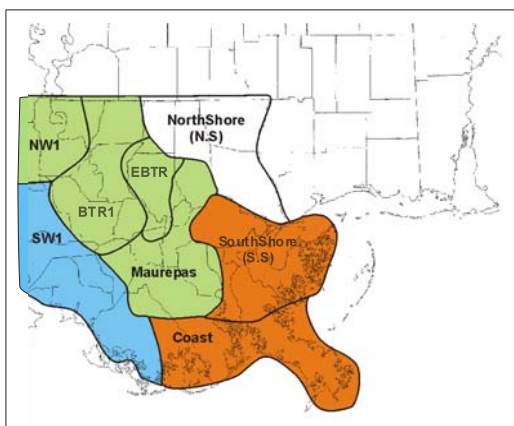 NorthShore
(N.S)
NW1
EBTR
BTR1
SW1
SouthShore
(S.S)
Maurepas
Coast